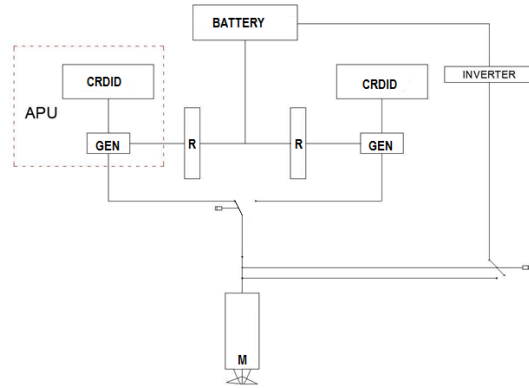 BATTERY
CRDID
CRDID
INVERTER
APU
GEN
R
R
GEN
M